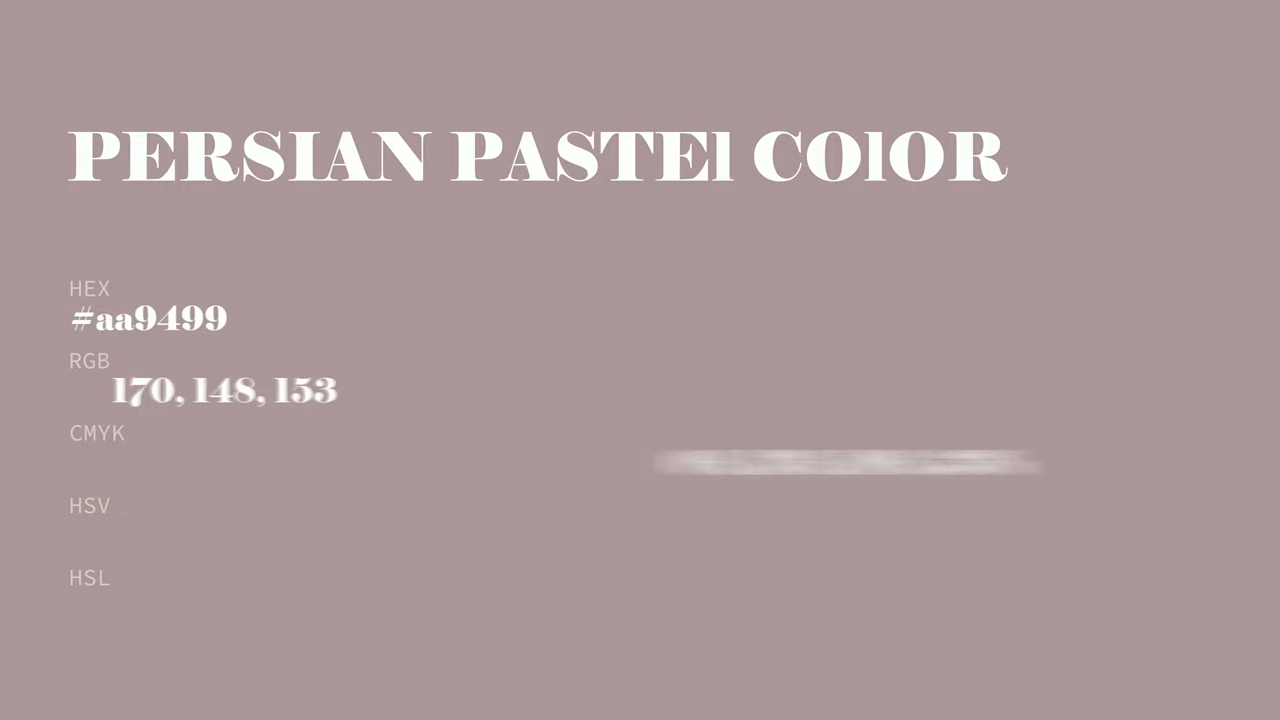 PERSIAN PASTEl COlOR
HEX
#aa9499
RGB
170, 148, 153
CMYK
HSV
HSL